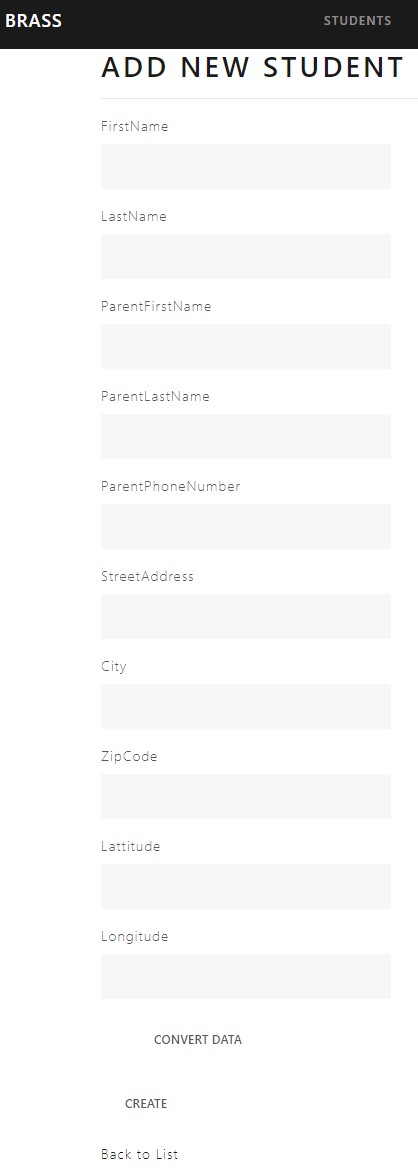 BRASS STUDENTS
ADD NEW STUDENT
FirstName
LastName
ParentFirstName
ParentLastName
ParentPhoneNumber
StreetAddress
City
ZipCode
Lattitude
Longitude
CONVERT DATA
CREATE
Back to List